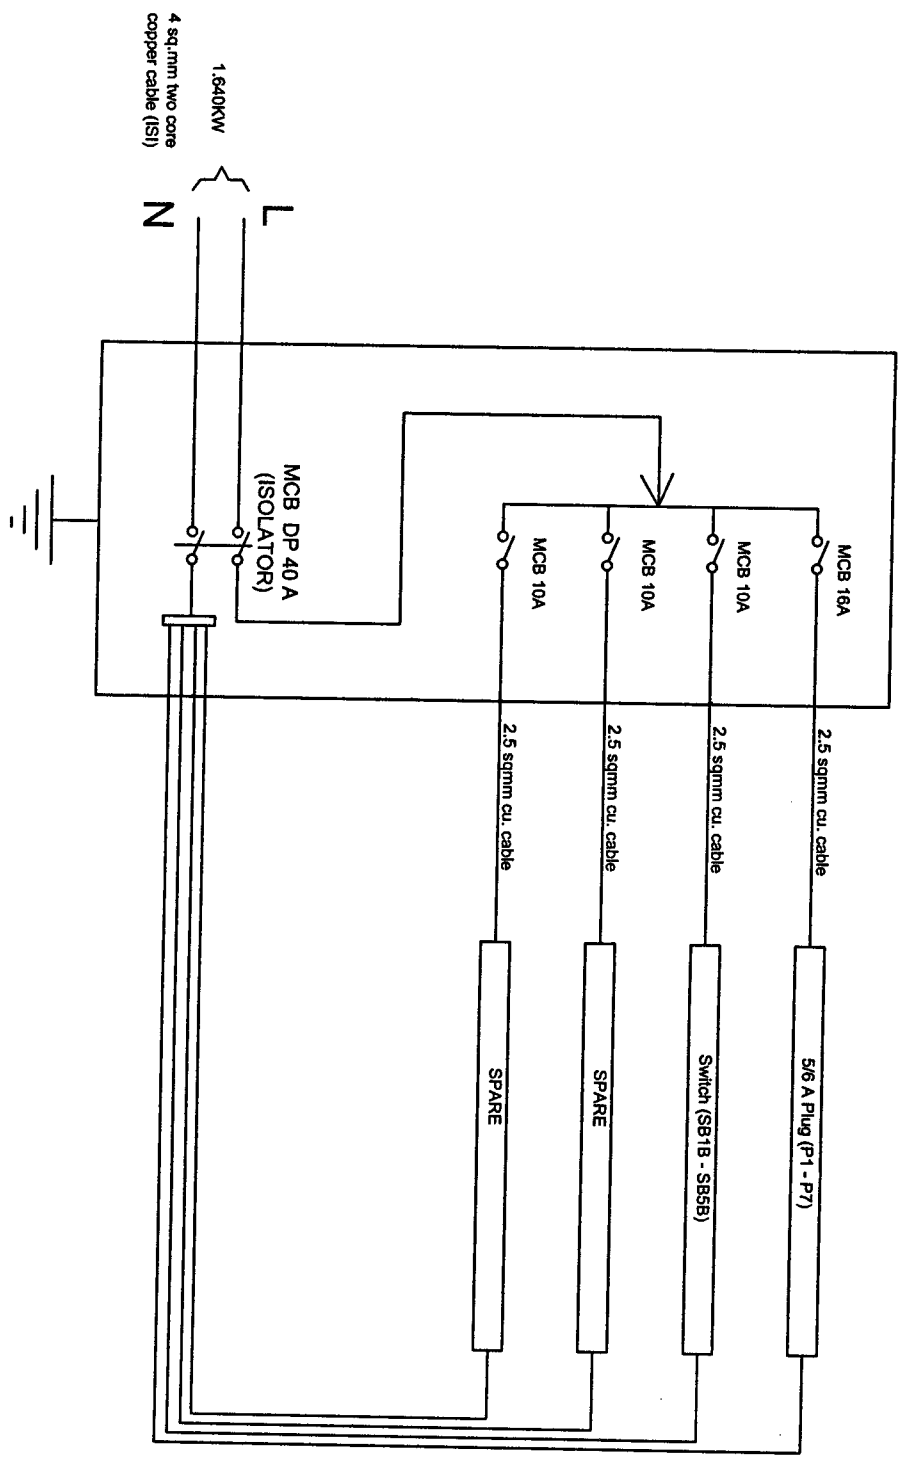 4 sq.mm two core
copper cable (ISI)
1.640KW
N
L
MCB DP 40 A
(ISOLATOR)
MCB 16A
MCB 10A
MCB 10A
MCB 10A
2.5 sqmm cu. cable
2.5 sqmm cu. cable
2.5 sqmm cu. cable
2.5 sqmm cu. cable
5/6 A Plug (P1 - P7)
Switch (SB1B - SB5B)
SPARE
SPARE